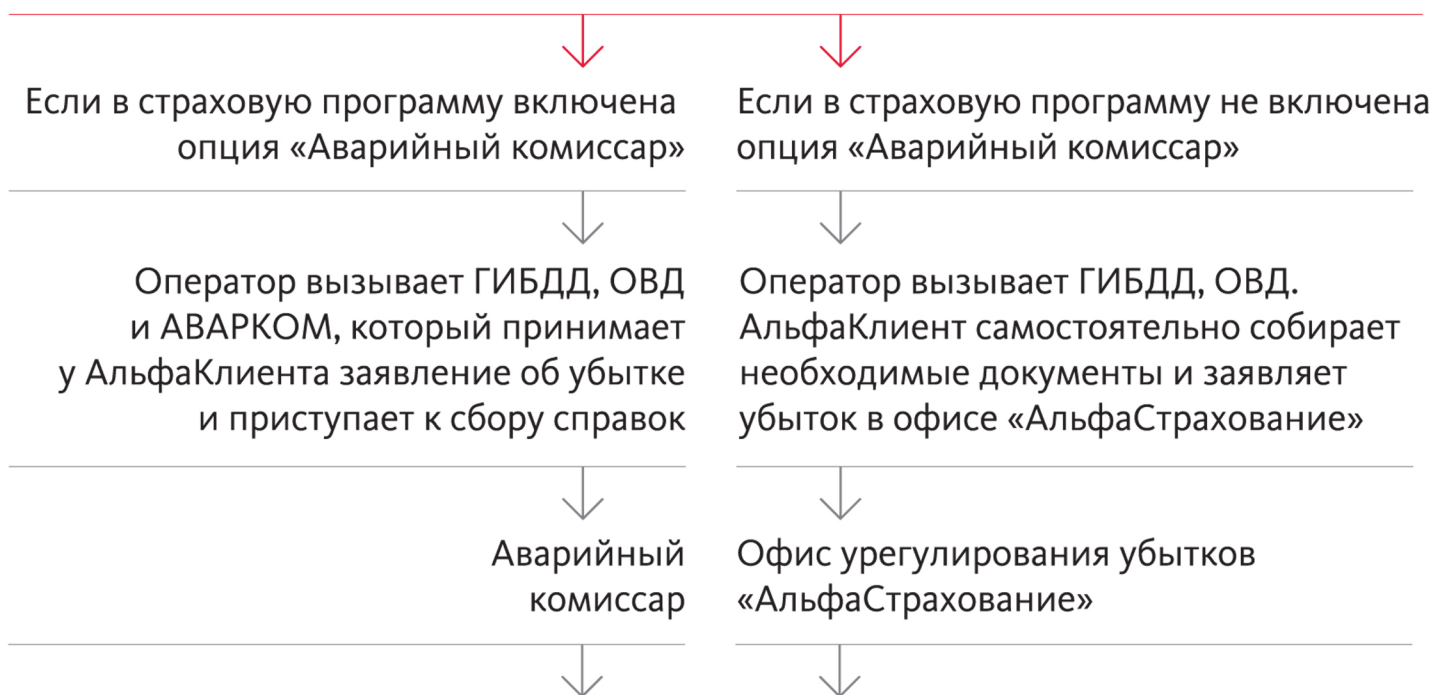 Если в страховую программу включена
опция «Аварийный комиссар»
Если в страховую программу не включена
опция «Аварийный комиссар»
Оператор вызывает ГИБДД, ОВД
и АВАРКОМ, который принимает
у АльфаКлиента заявление об убытке
и приступает к сбору справок
Оператор вызывает ГИБДД, ОВД.
АльфаКлиент самостоятельно собирает
необходимые документы и заявляет
убыток в офисе «АльфаСтрахование»
Аварийный
комиссар
Офис урегулирования убытков
«АльфаСтрахование»